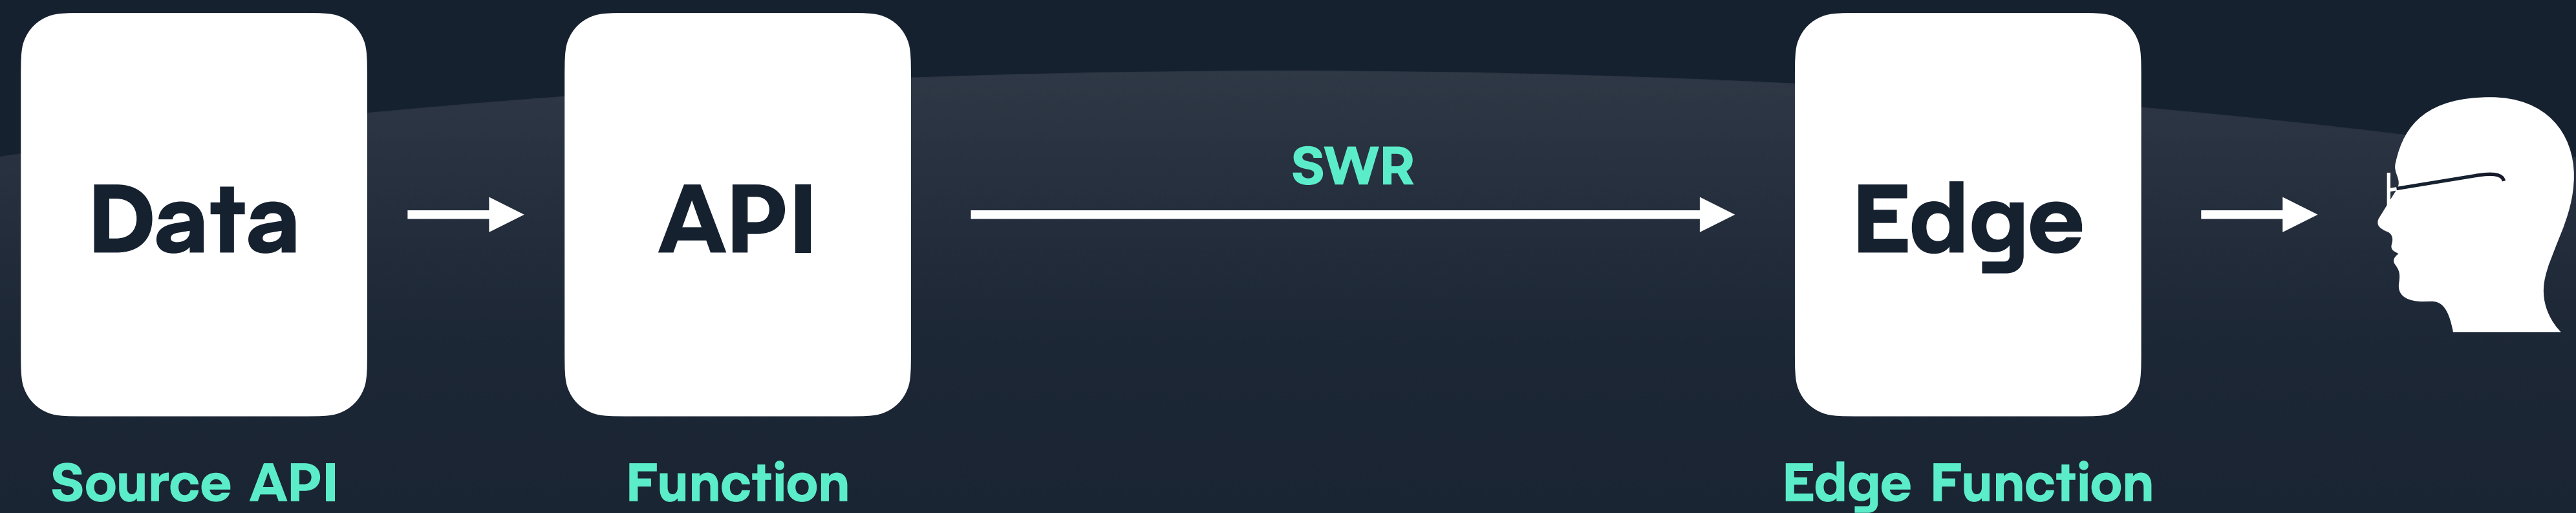 Data
API
SWR
Edge
Source API
Function
Edge Function